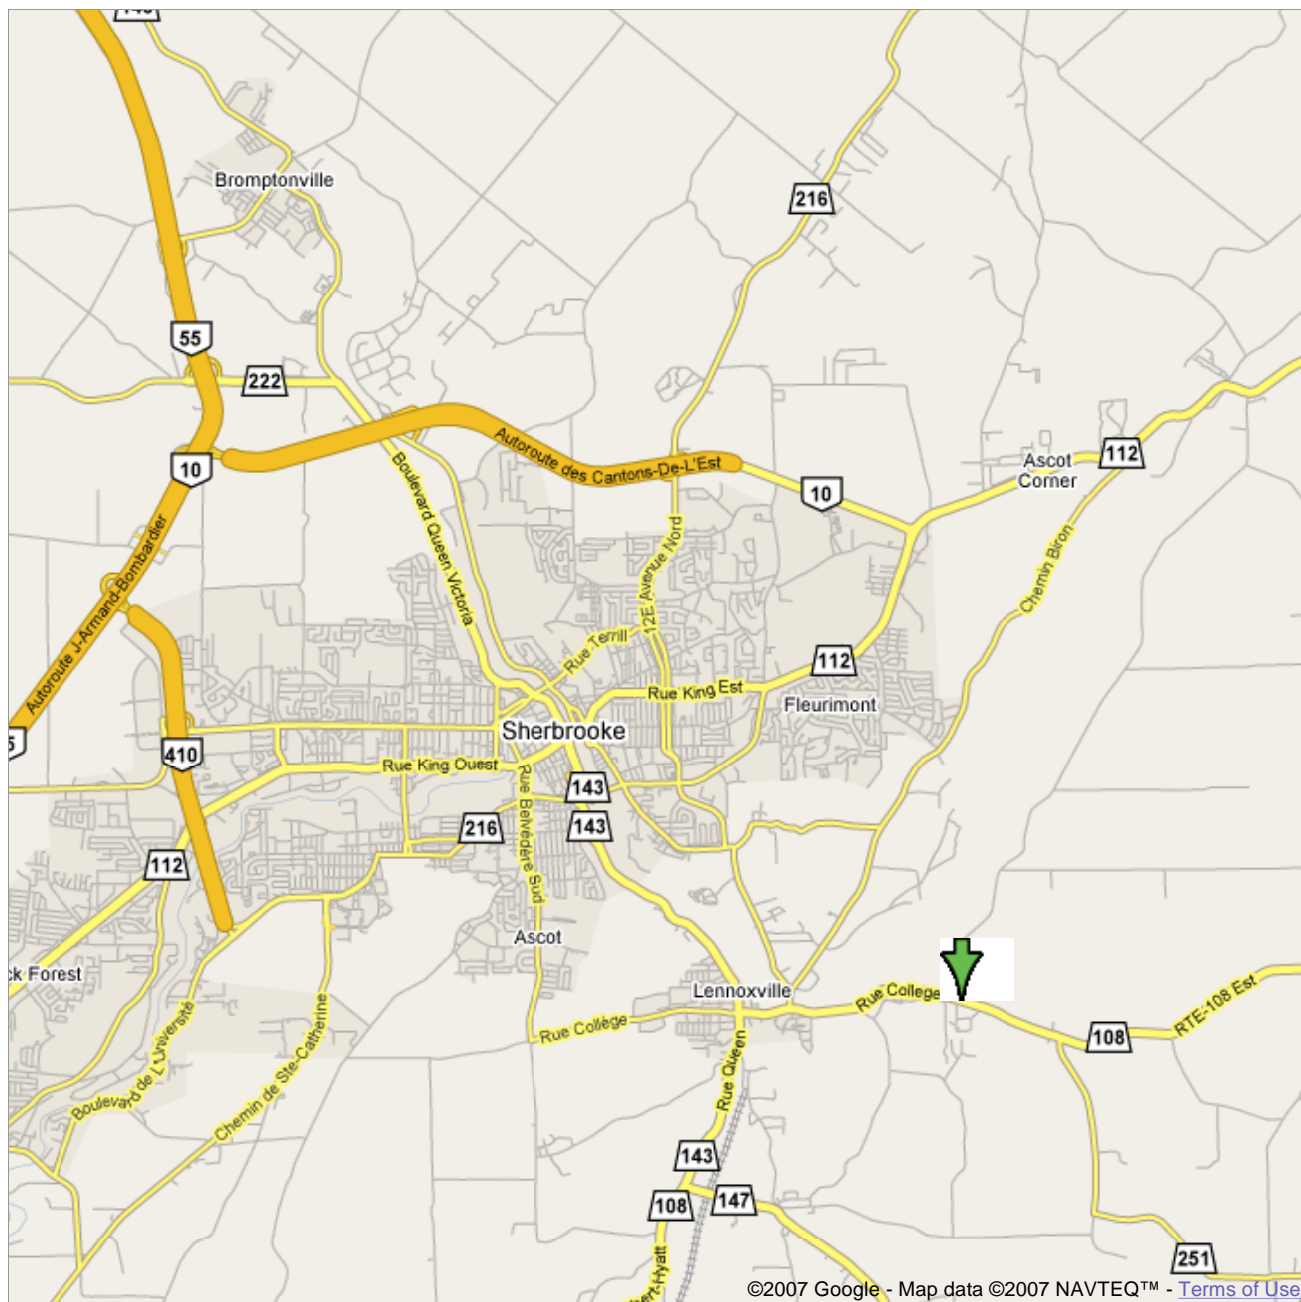 Bromptonville
216
55
222
Autoroute des Cantons-De-L'Est
10
10
Ascot
Corner
112
Boulevard Queen Victoria
12E Avenue Nord
Chemin Biron
Autoroute J-Armand-Bombardier
Rue Terrill
112
Rue King Est
Fleurimont
Sherbrooke
410
Rue King Ouest
143
Rue Belvédère Sud
216
143
112
Ascot
ck Forest
Lennoxville
Rue College
Rue Collège
RTE-108 Est
108
Boulevard de L'Université
Chemin de Ste-Catherine
Rue Queen
143
108
147
251
bert-Hyatt
©2007 Google - Map data ©2007 NAVTEQ™ - Terms of Use